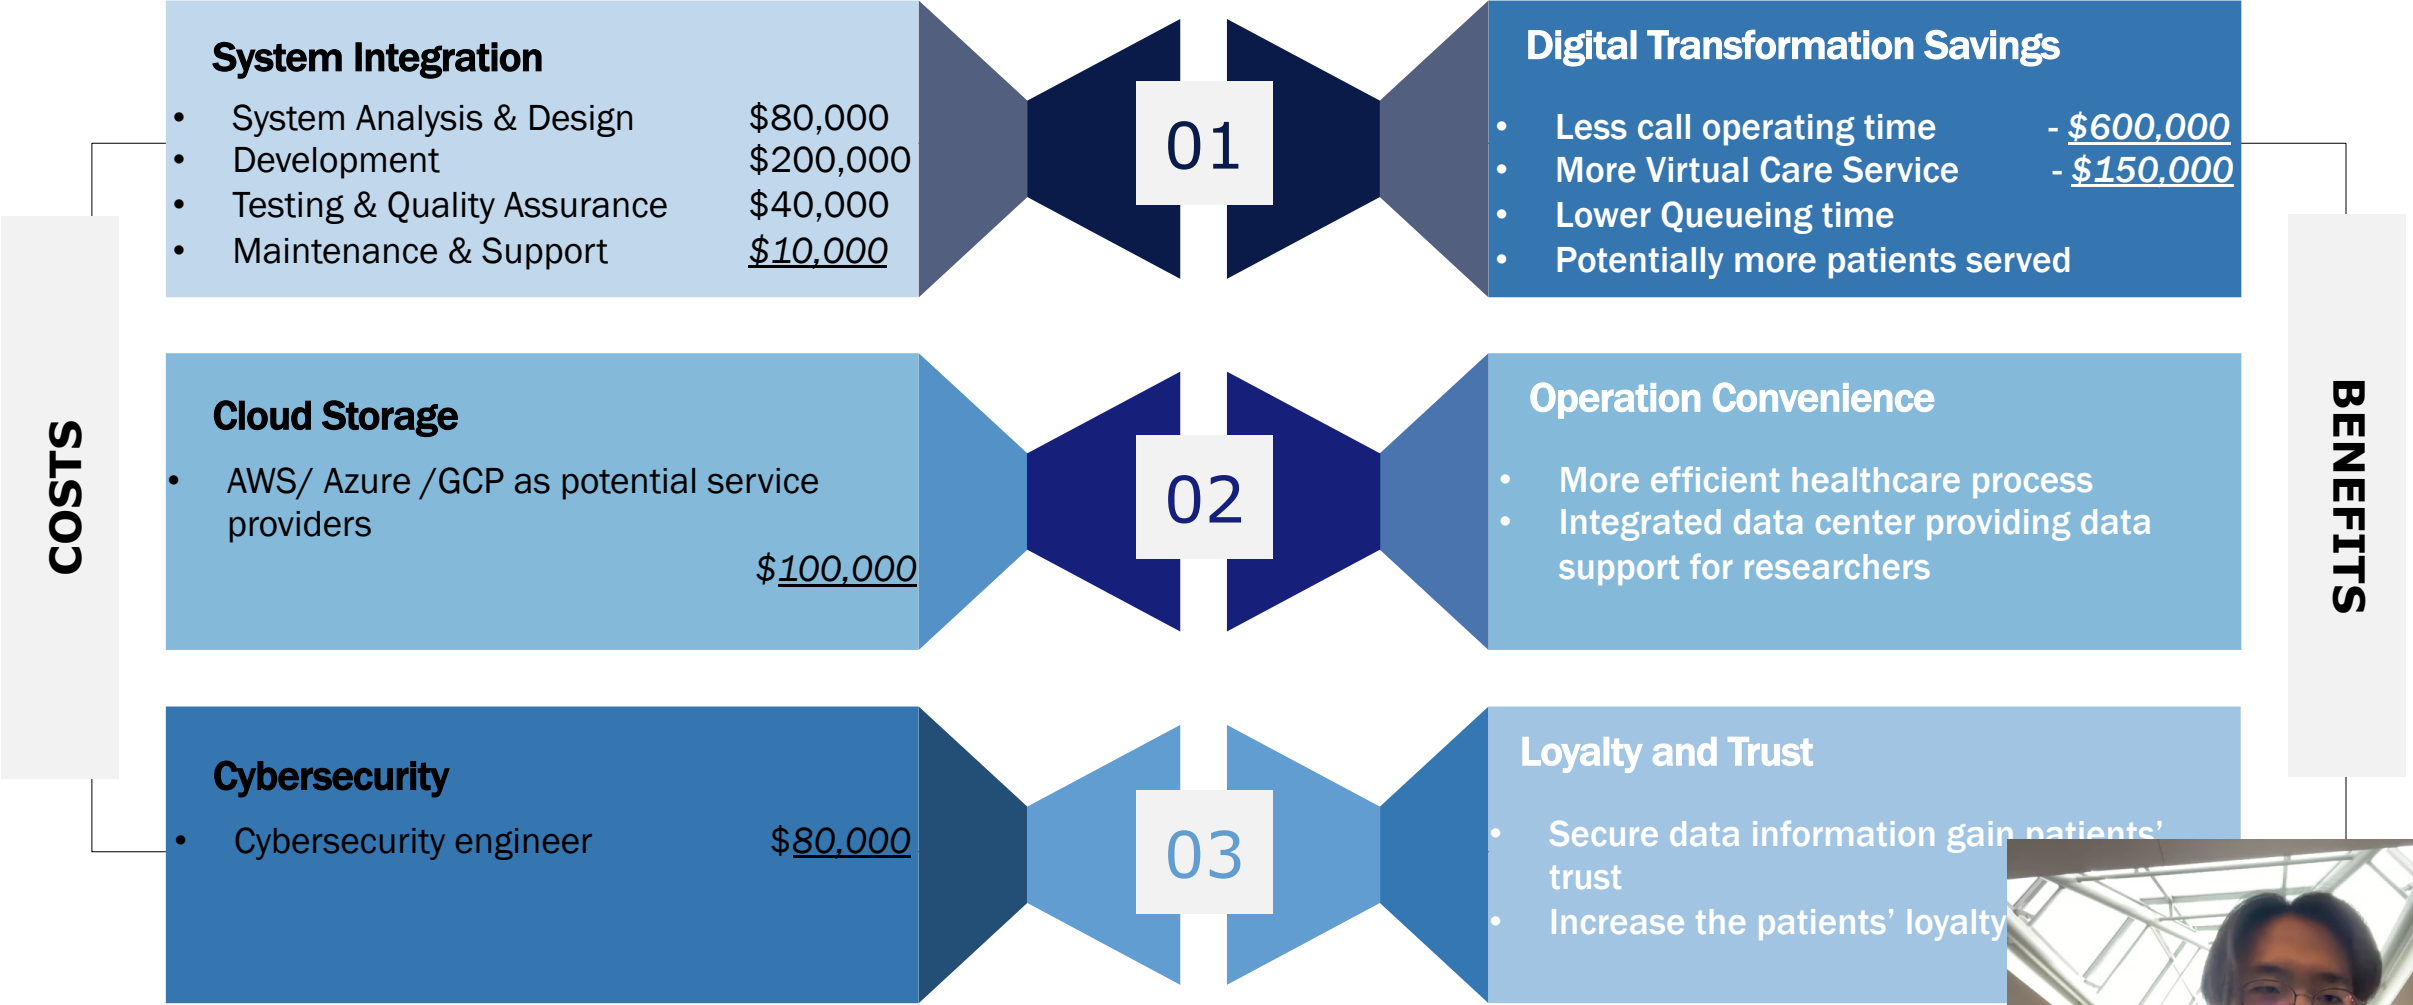 COSTS
System Integration
• System Analysis & Design $80,000
• Development $200,000
• Testing & Quality Assurance $40,000
• Maintenance & Support $10,000
01
Digital Transformation Savings
• Less call operating time - $600,000
• More Virtual Care Service - $150,000
• Lower Queueing time
• Potentially more patients served
Cloud Storage
• AWS/ Azure /GCP as potential service
providers
$100,000
02
Operation Convenience
• More efficient healthcare process
• Integrated data center providing data
support for researchers
Cybersecurity
• Cybersecurity engineer $80,000
03
Loyalty and Trust
• Secure data information gain patients’
trust
• Increase the patients’ loyalty
BENEFITS